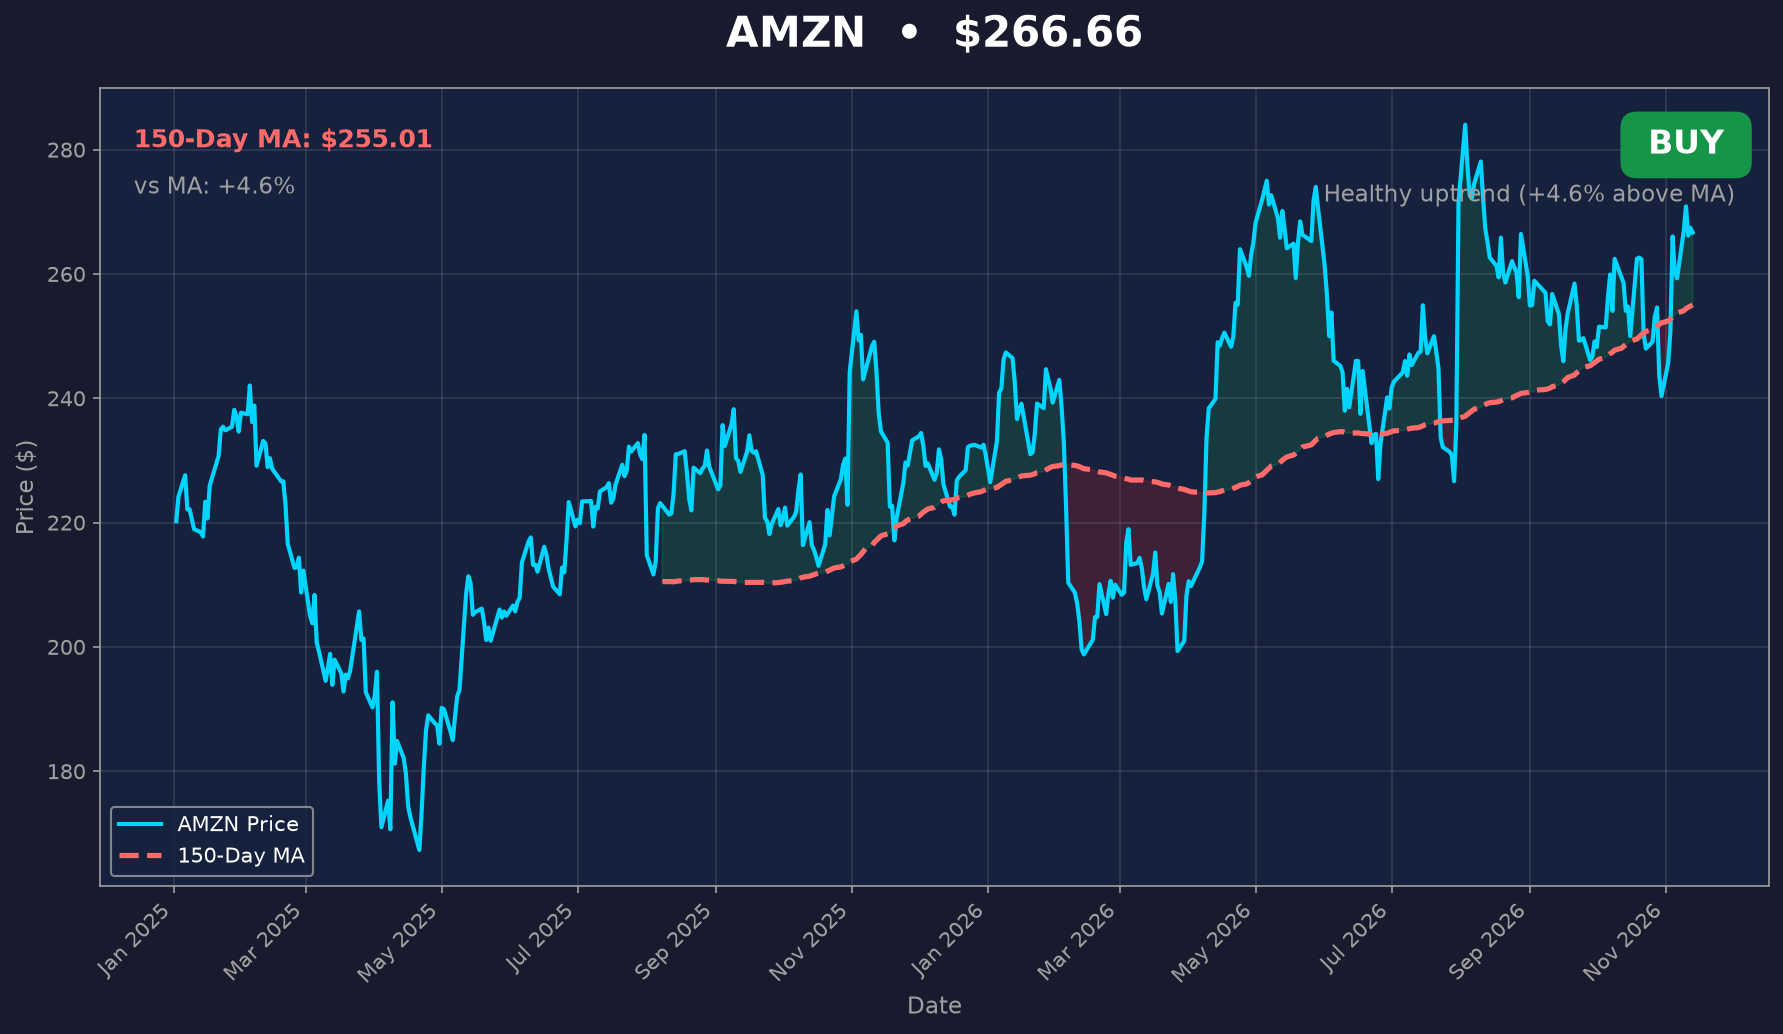 AMZN • $266.66
150-Day MA: $255.01
vs MA: +4.6%
BUY
Healthy uptrend (+4.6% above MA)
Price ($)
280
260
240
220
200
180
AMZN Price
150-Day MA
Jan 2025
Mar 2025
May 2025
Jul 2025
Sep 2025
Nov 2025
Jan 2026
Mar 2026
May 2026
Jul 2026
Sep 2026
Nov 2026
Date